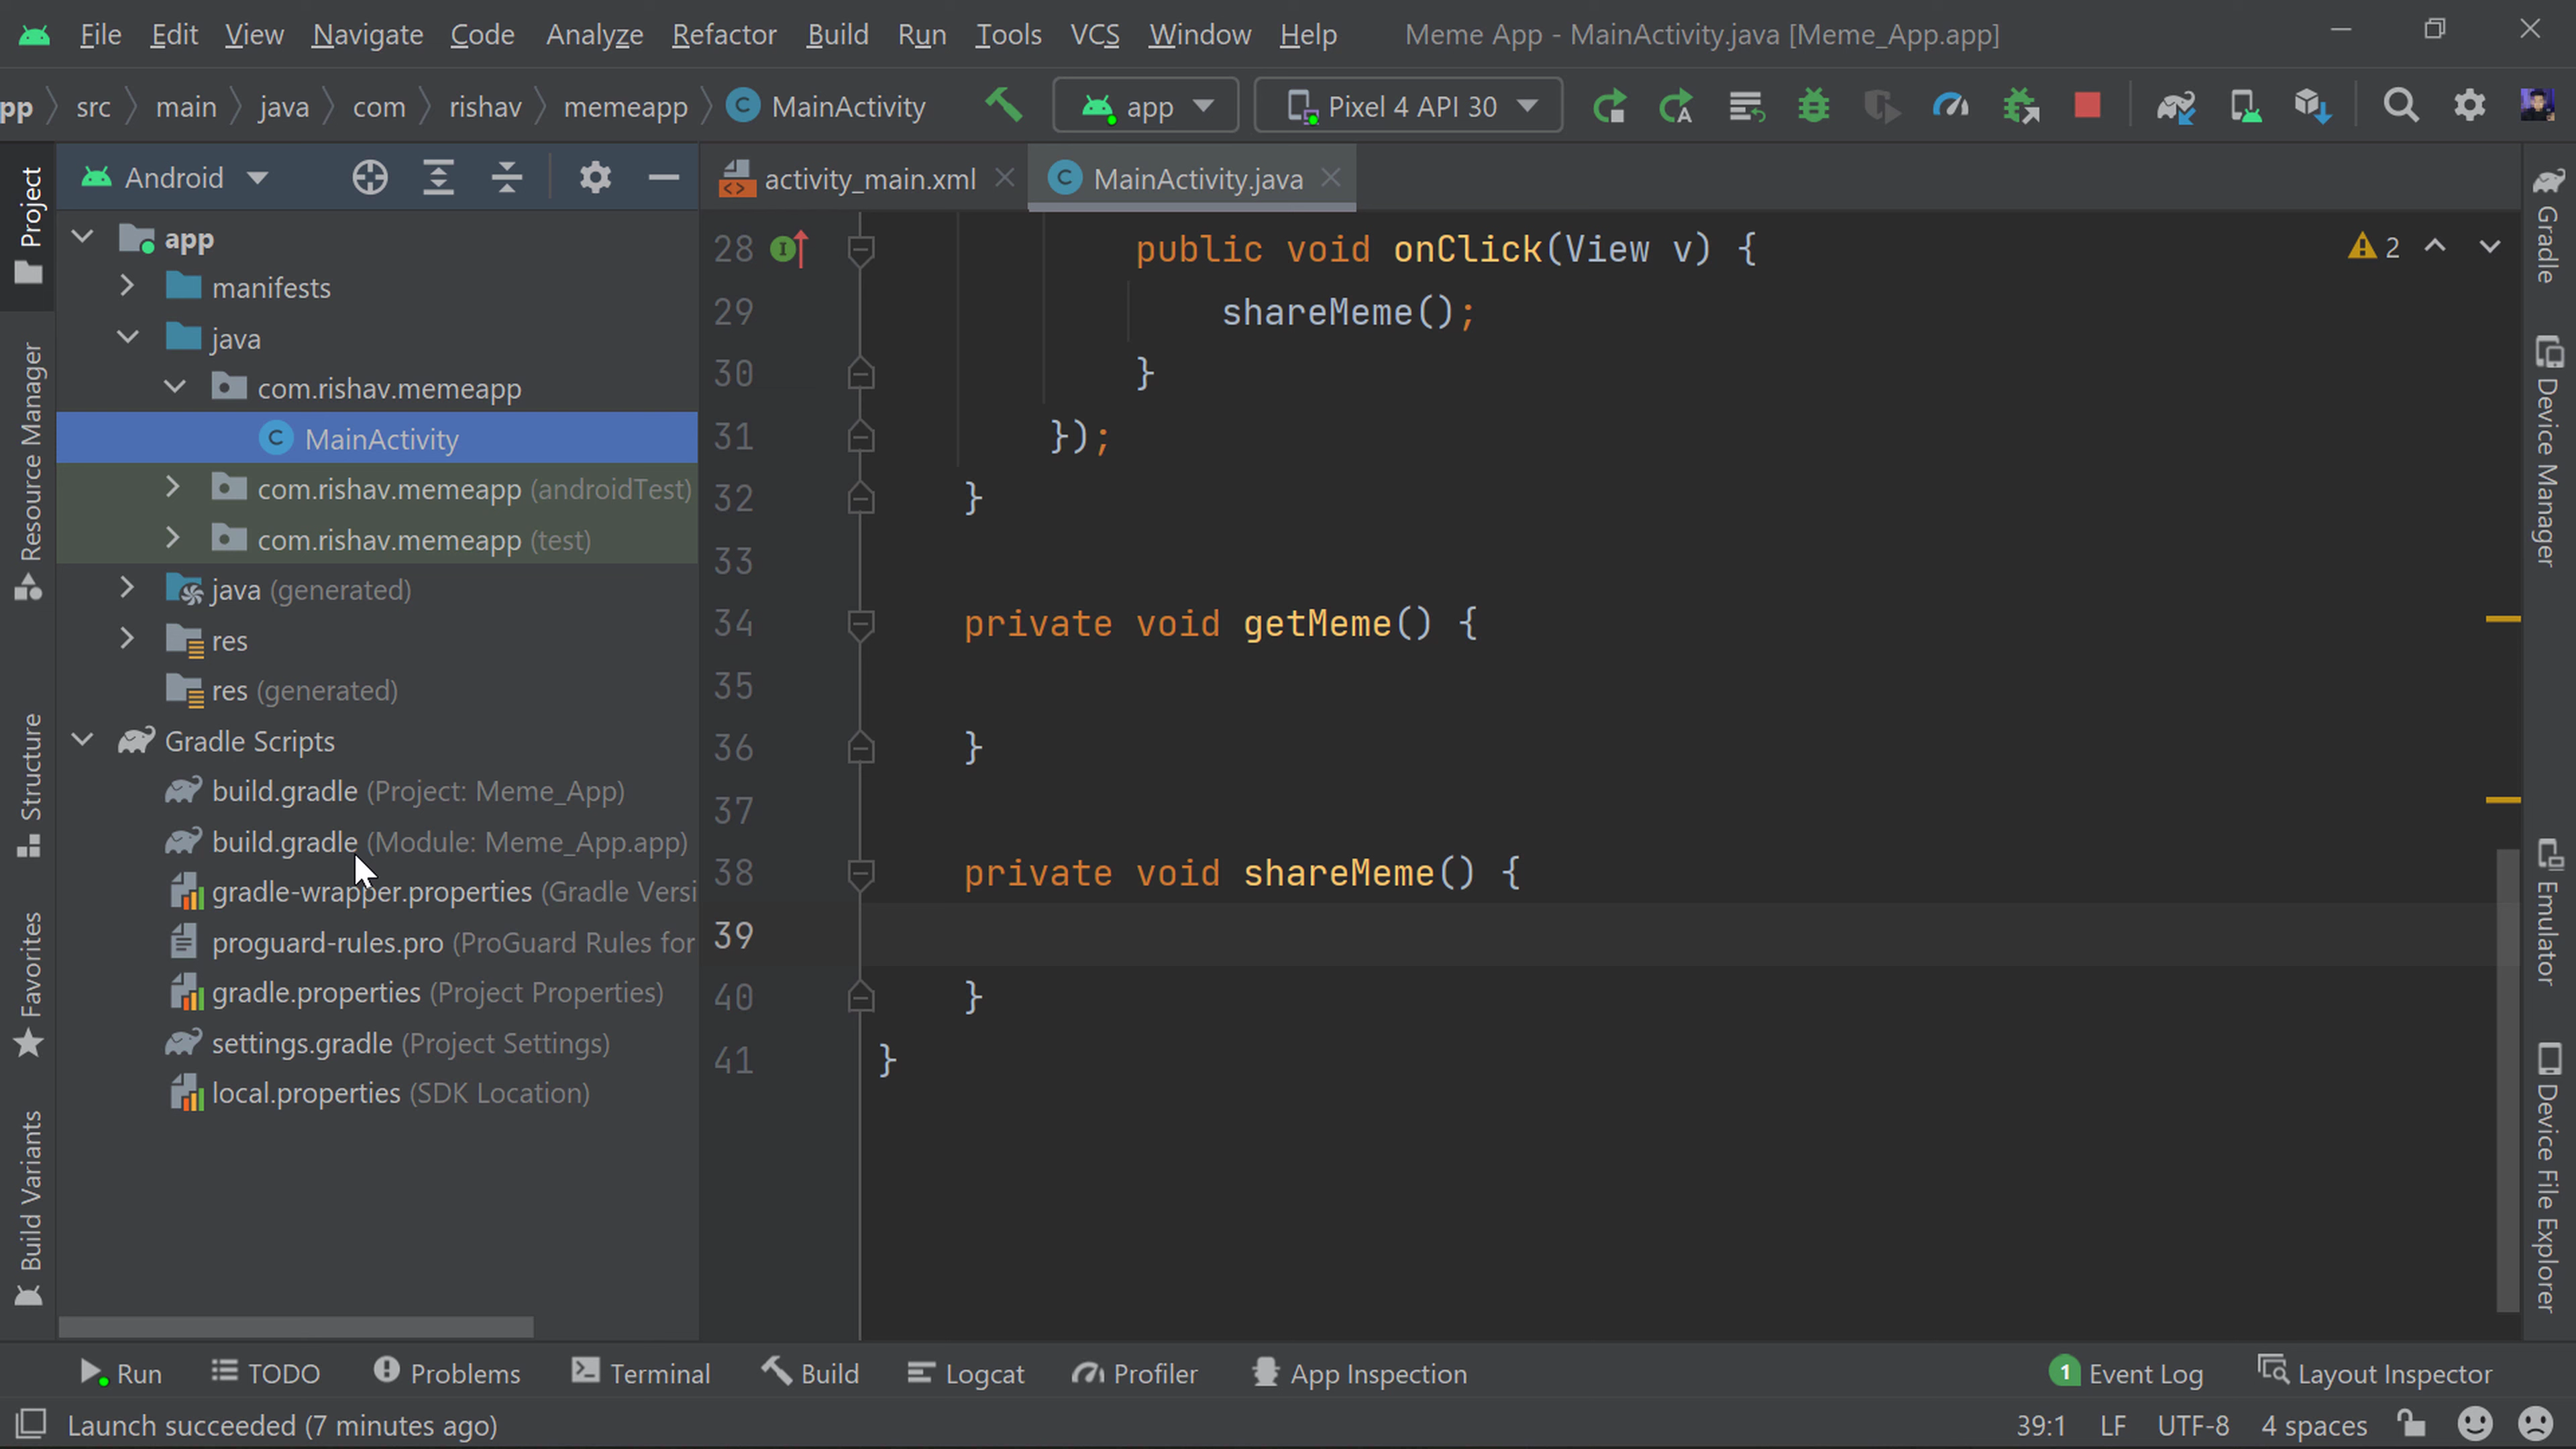 File Edit View Navigate Code Analyze Refactor Build Run Tools VCS Window Help Meme App - MainActivity.java [Meme_App.app]
pp src main java com rishav memeapp MainActivity app Pixel 4 API 30
Android
activity_main.xml MainActivity.java
Project
Resource Manager
Structure
Favorites
Build Variants
app
manifests
java
com.rishav.memeapp
MainActivity
com.rishav.memeapp (androidTest)
com.rishav.memeapp (test)
java (generated)
res
res (generated)
Gradle Scripts
build.gradle (Project: Meme_App)
build.gradle (Module: Meme_App.app)
gradle-wrapper.properties (Gradle Versi
proguard-rules.pro (ProGuard Rules for
gradle.properties (Project Properties)
settings.gradle (Project Settings)
local.properties (SDK Location)
28 public void onClick(View v) {
29 shareMeme();
30 }
31 });
32 }
33
34 private void getMeme() {
35
36 }
37
38 private void shareMeme() {
39
40 }
41 }
2
Gradle
Device Manager
Emulator
Device File Explorer
Run TODO Problems Terminal Build Logcat Profiler App Inspection 1 Event Log Layout Inspector
Launch succeeded (7 minutes ago) 39:1 LF UTF-8 4 spaces